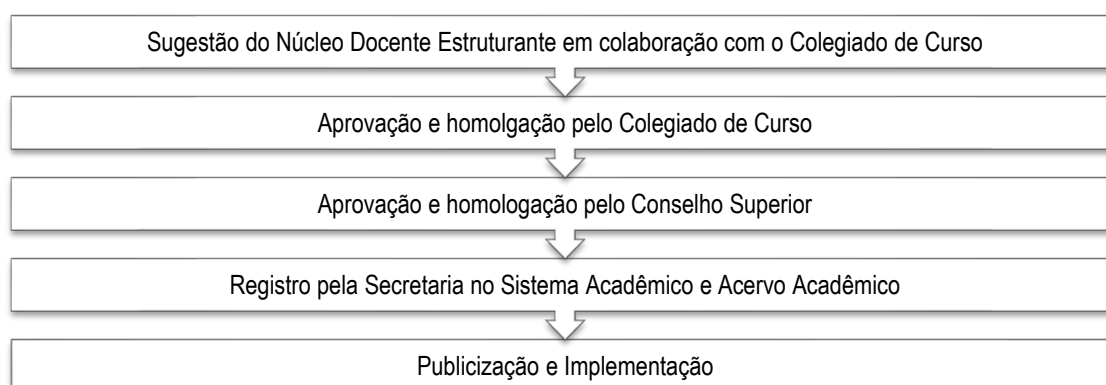 Sugestão do Núcleo Docente Estruturante em colaboração com o Colegiado de Curso
Aprovação e homolgação pelo Colegiado de Curso
Aprovação e homologação pelo Conselho Superior
Registro pela Secretaria no Sistema Acadêmico e Acervo Acadêmico
Publicização e Implementação